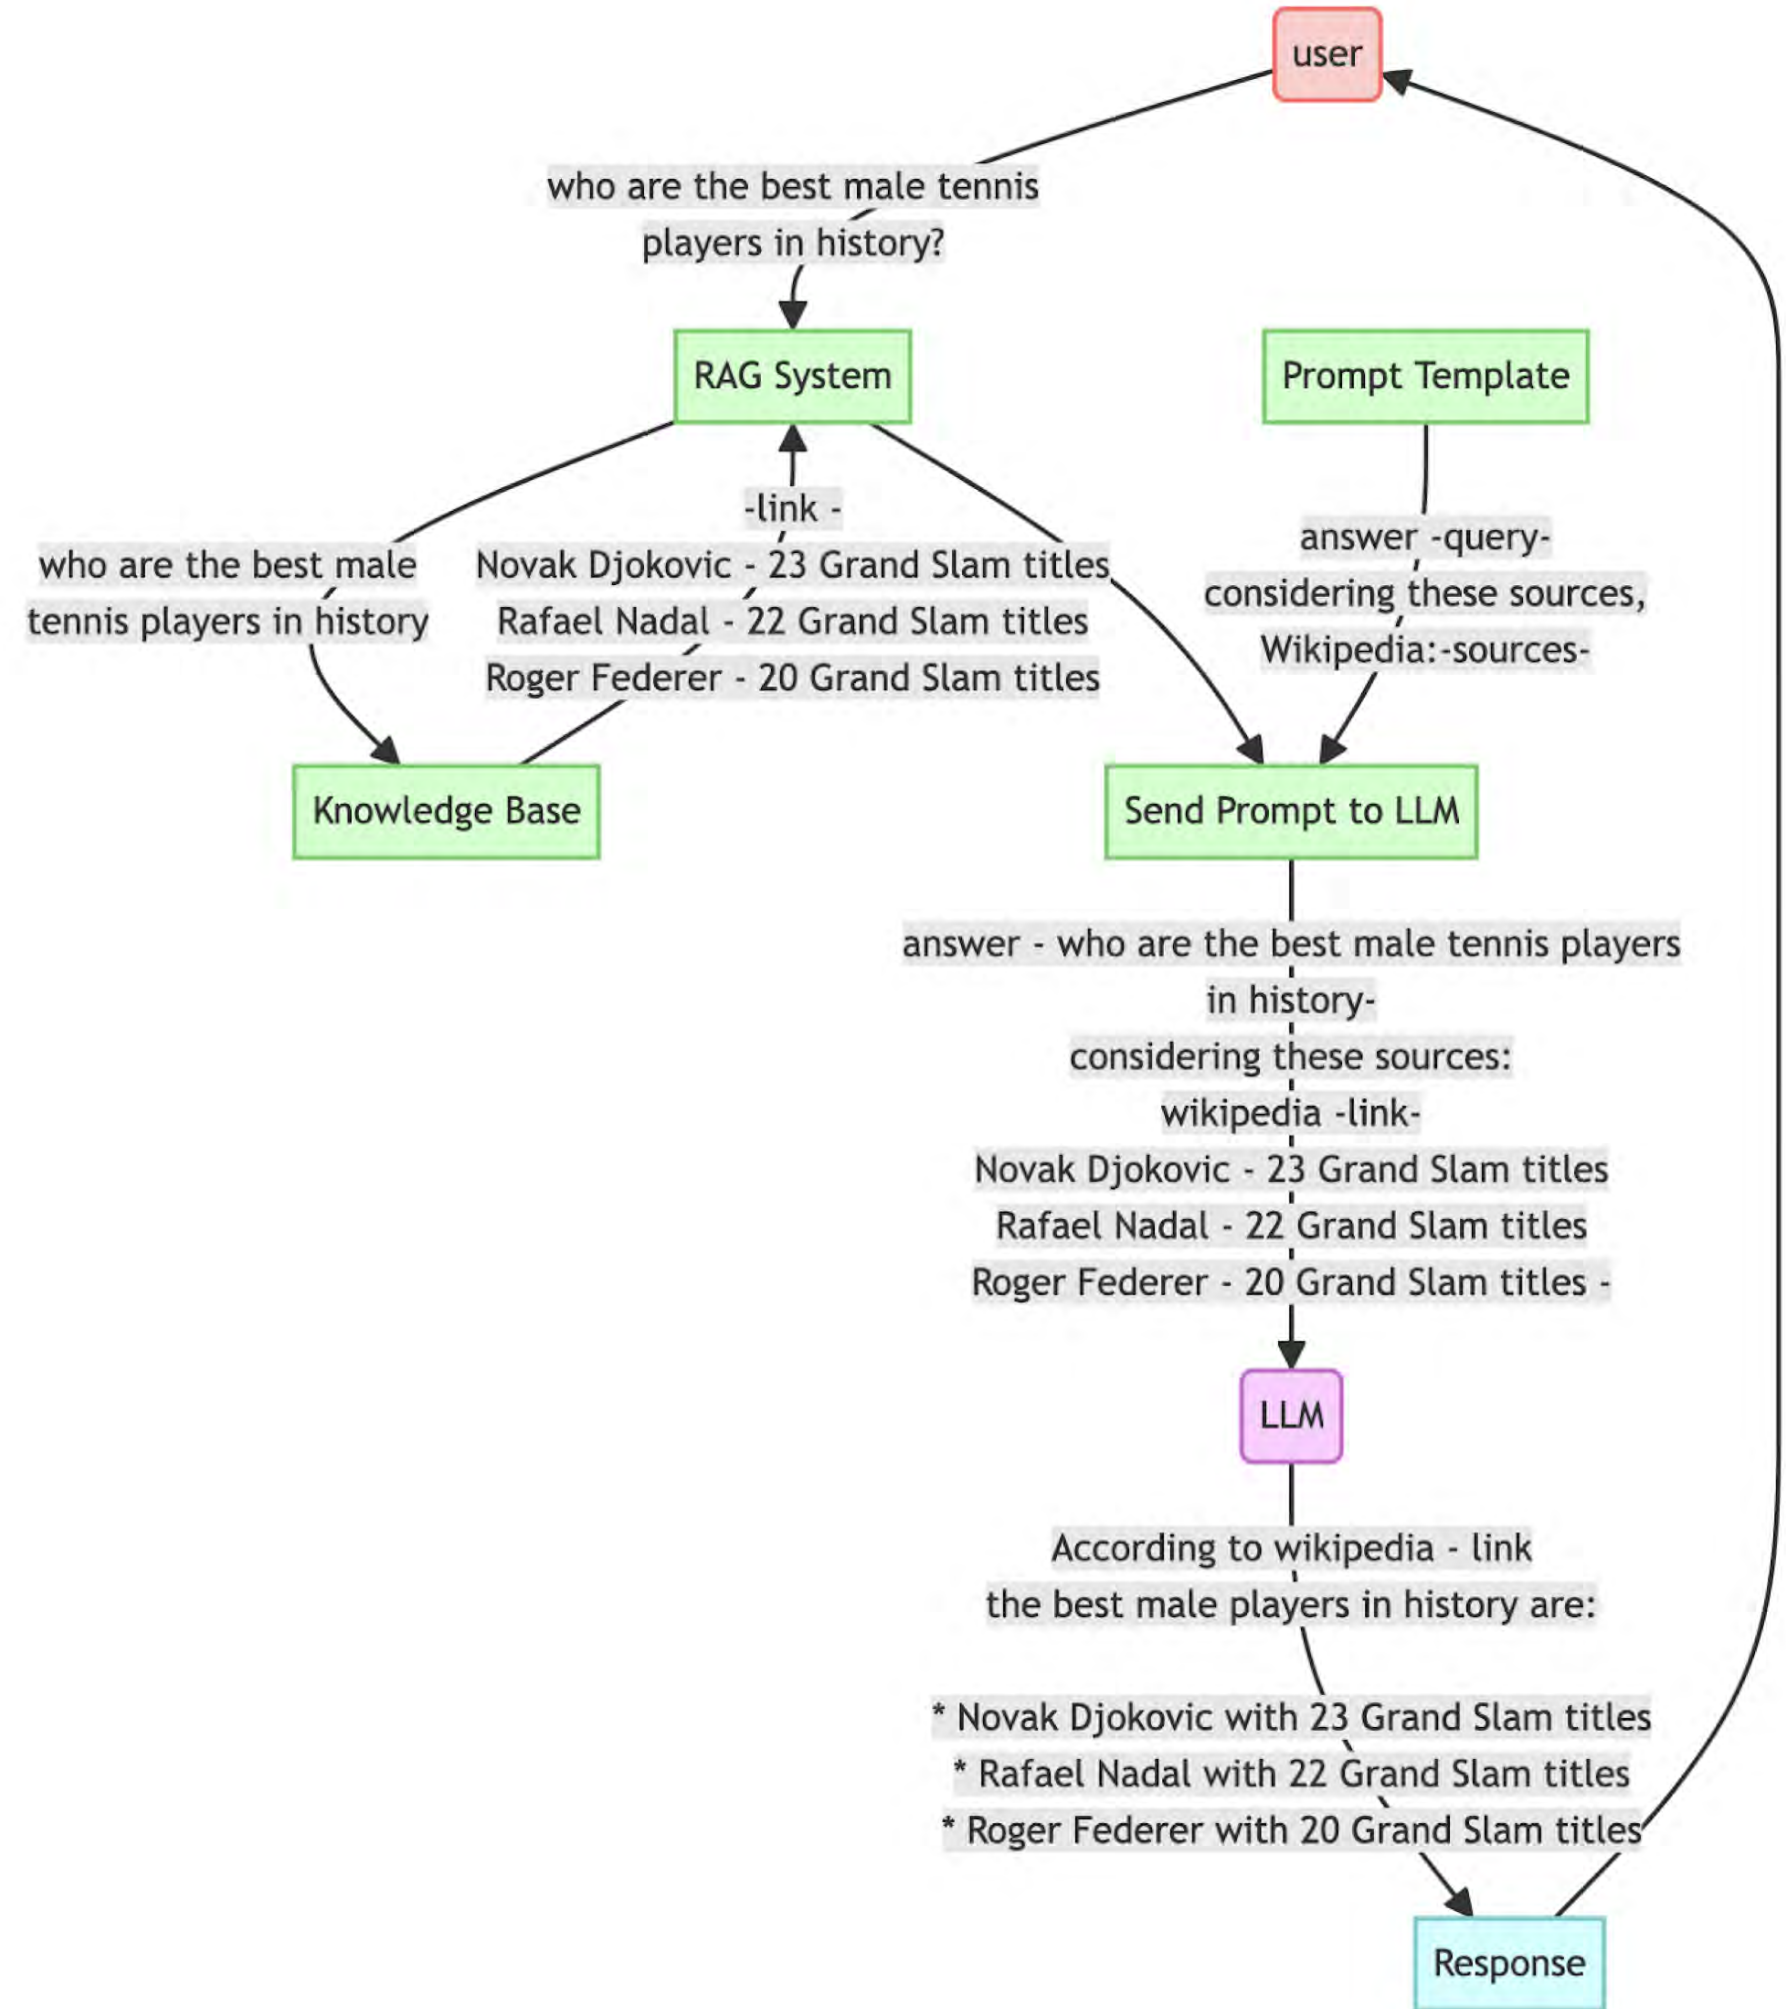 user
who are the best male tennis
players in history?
RAG System
Prompt Template
-link -
Novak Djokovic - 23 Grand Slam titles
Rafael Nadal - 22 Grand Slam titles
Roger Federer - 20 Grand Slam titles
who are the best male
tennis players in history
answer -query-
considering these sources,
Wikipedia:-sources-
Knowledge Base
Send Prompt to LLM
answer - who are the best male tennis players
in history-
considering these sources:
wikipedia -link-
Novak Djokovic - 23 Grand Slam titles
Rafael Nadal - 22 Grand Slam titles
Roger Federer - 20 Grand Slam titles -
LLM
According to wikipedia - link
the best male players in history are:
* Novak Djokovic with 23 Grand Slam titles
* Rafael Nadal with 22 Grand Slam titles
* Roger Federer with 20 Grand Slam titles
Response